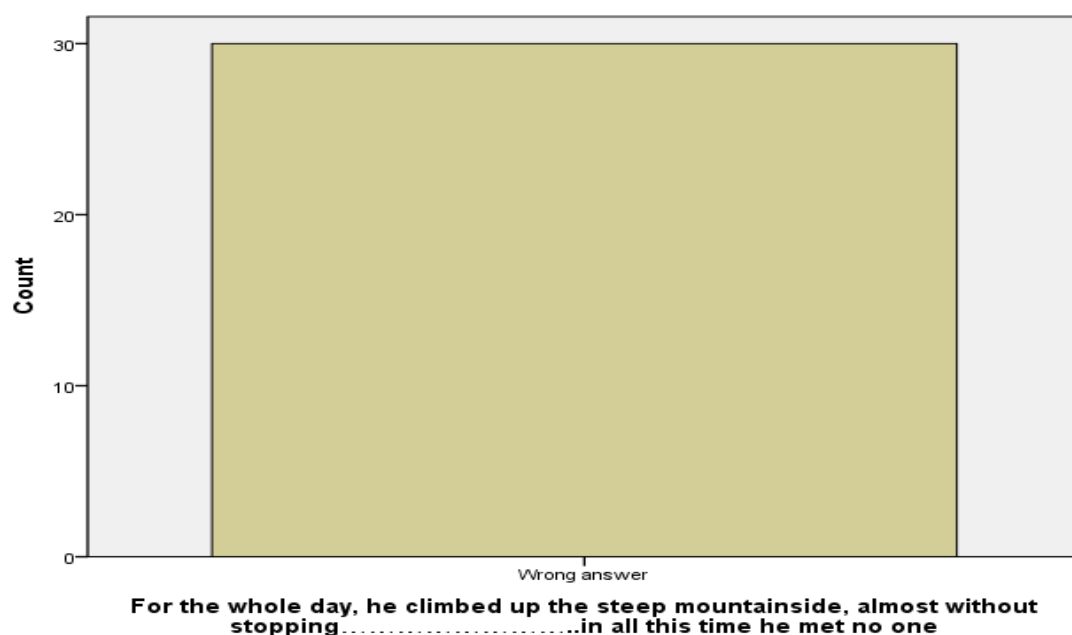 30
20
Count
10
0
Wrong answer
For the whole day, he climbed up the steep mountainside, almost without
stopping……………………..in all this time he met no one